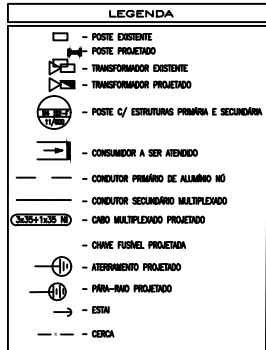 LEGENDA
- POSTE EXISTENTE
- POSTE PROJETADO
- TRANSFORMADOR EXISTENTE
- TRANSFORMADOR PROJETADO
11/600
- POSTE C/ ESTRUTURAS PRIMÁRIA E SECUNDÁRIA
- CONSUMIDOR A SER ATENDIDO
- CONDUTOR PRIMÁRIO DE ALUMÍNIO NÚ
- CONDUTOR SECUNDÁRIO MULTIPLEXADO
3x35+1x35 NI - CABO MULTIPLEXADO PROJETADO
- CHAVE FUSÍVEL PROJETADA
- ATERRAMENTO PROJETADO
- PÁRA-RAIO PROJETADO
- ESTAI
- CERCA